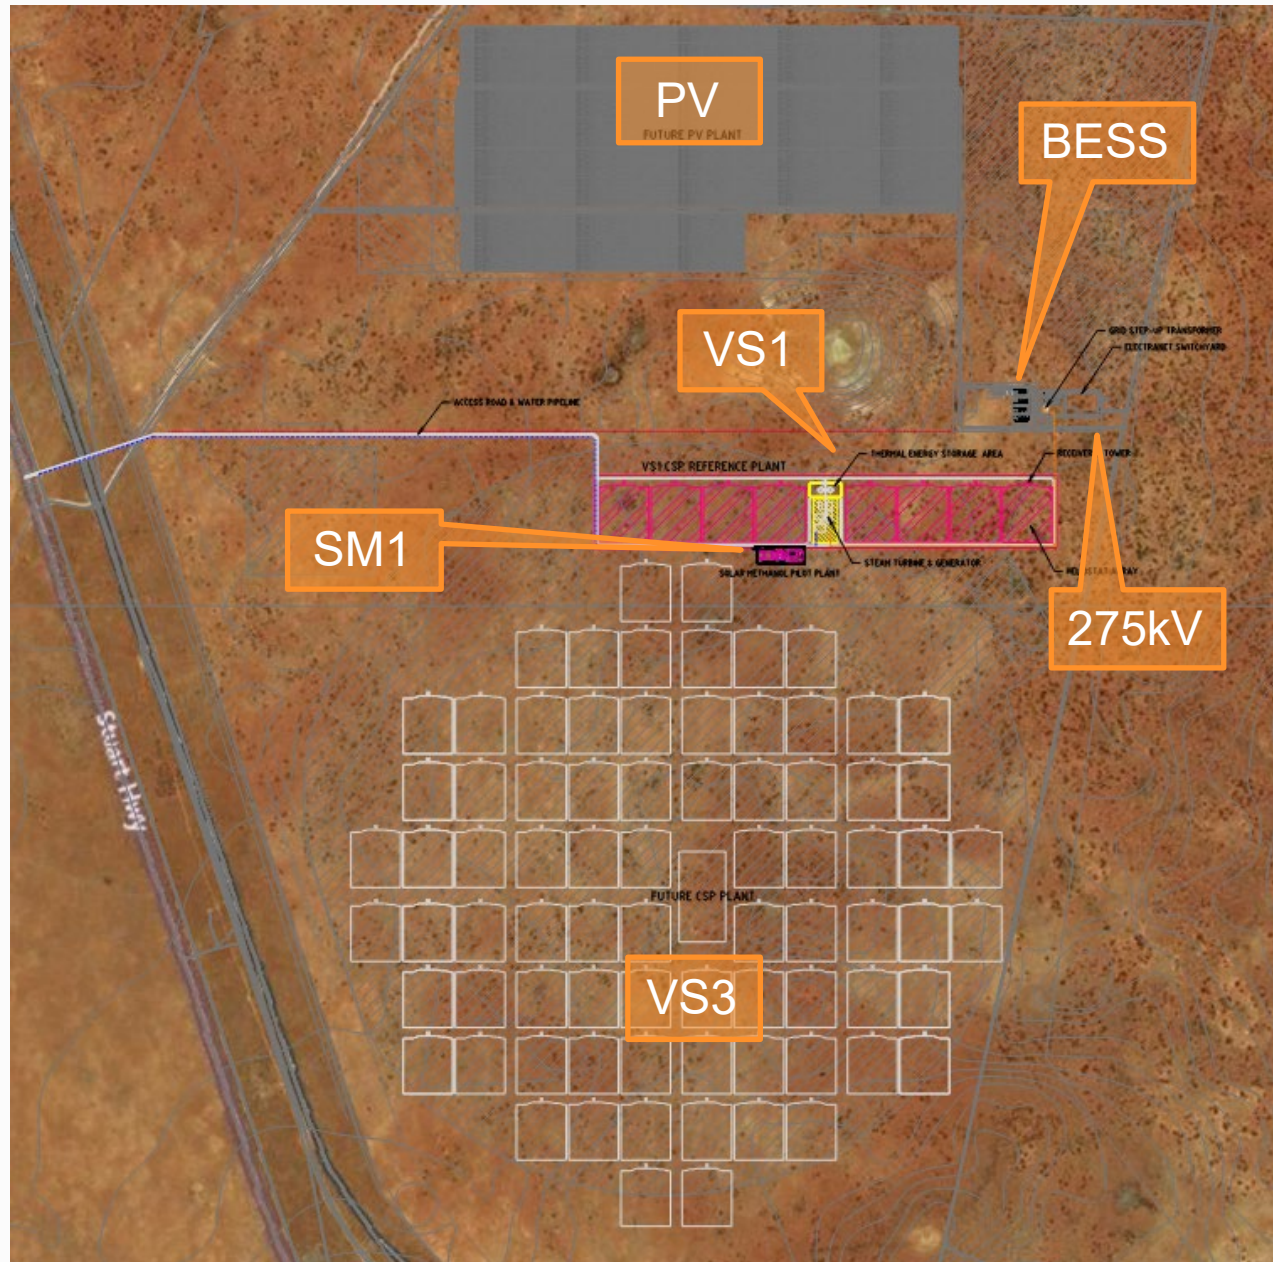 PV
FUTURE PV PLANT
BESS
VS1
GRID STEP-UP TRANSFORMER
ELECTRANET SWITCHYARD
ACCESS ROAD & WATER PIPELINE
THERMAL ENERGY STORAGE AREA
RECEIVER TOWER
VS1 CSP REFERENCE PLANT
SM1
STEAM TURBINE & GENERATOR
SOLAR METHANOL PILOT PLANT
HELIOSTAT ARRAY
275kV
Stuart Hwy
FUTURE CSP PLANT
VS3